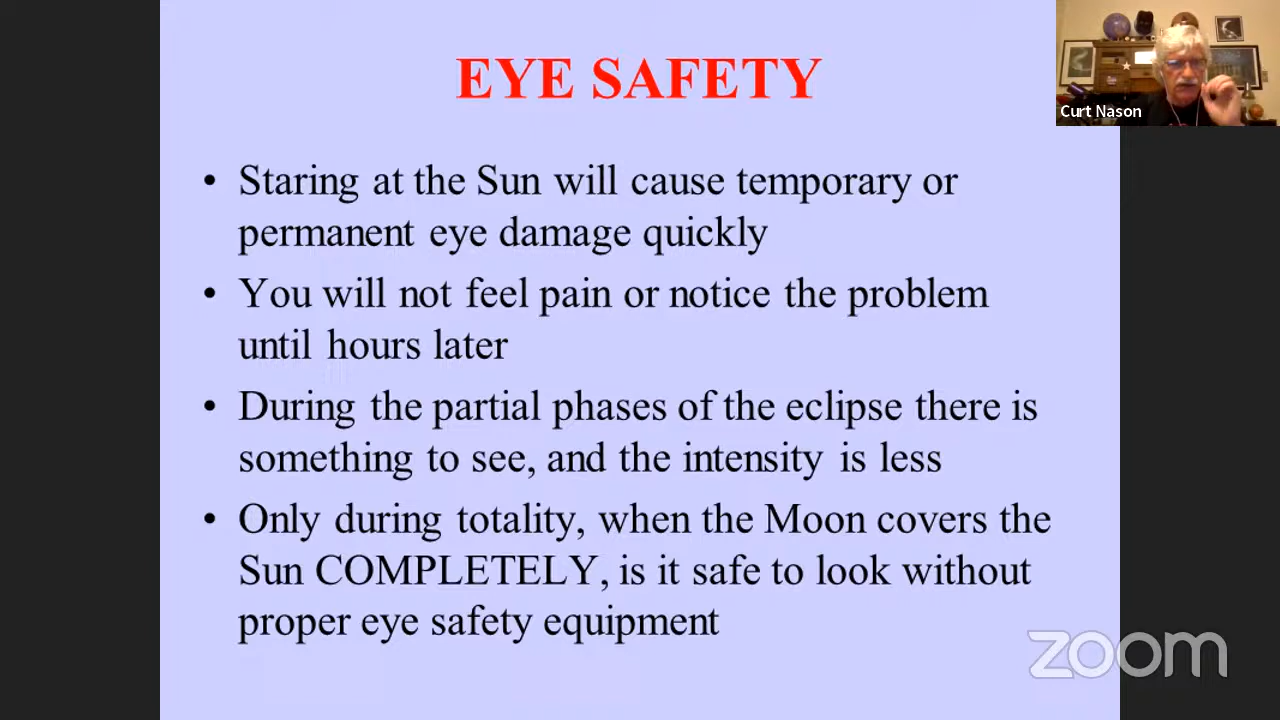 EYE SAFETY
Curt Nason
• Staring at the Sun will cause temporary or
permanent eye damage quickly
• You will not feel pain or notice the problem
until hours later
• During the partial phases of the eclipse there is
something to see, and the intensity is less
• Only during totality, when the Moon covers the
Sun COMPLETELY, is it safe to look without
proper eye safety equipment
zoom